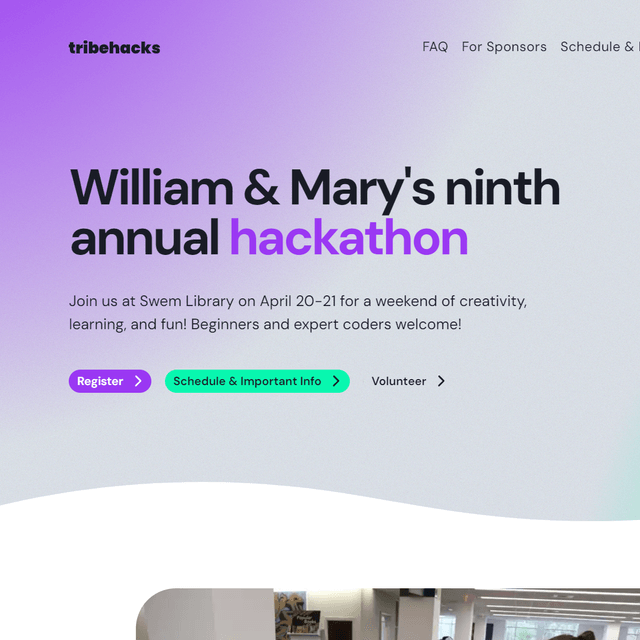 tribehacks
FAQ For Sponsors Schedule &
William & Mary's ninth
annual hackathon
Join us at Swem Library on April 20-21 for a weekend of creativity,
learning, and fun! Beginners and expert coders welcome!
Register Schedule & Important Info Volunteer